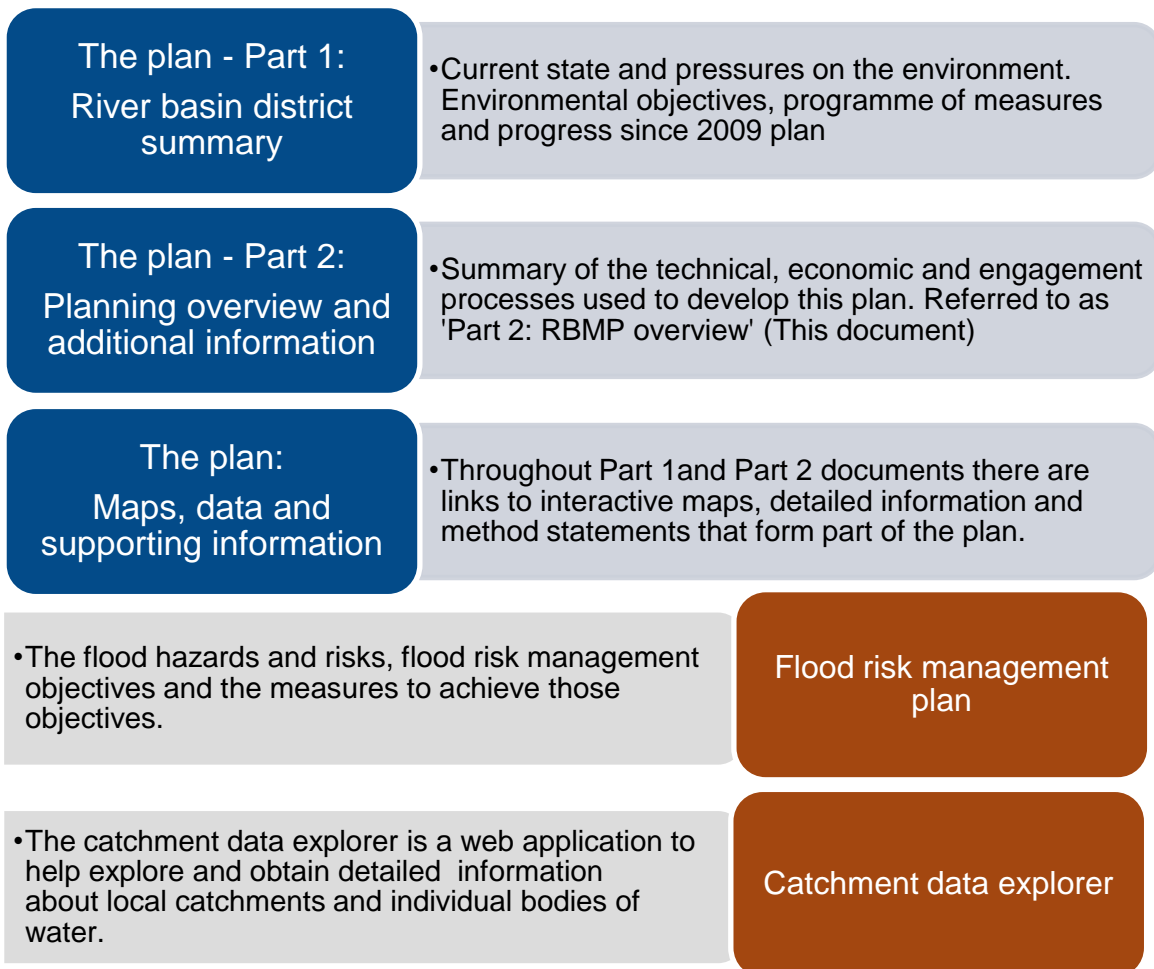 The plan - Part 1:
River basin district
summary
•Current state and pressures on the environment.
Environmental objectives, programme of measures
and progress since 2009 plan
The plan - Part 2:
Planning overview and
additional information
•Summary of the technical, economic and engagement
processes used to develop this plan. Referred to as
'Part 2: RBMP overview' (This document)
The plan:
Maps, data and
supporting information
•Throughout Part 1and Part 2 documents there are
links to interactive maps, detailed information and
method statements that form part of the plan.
•The flood hazards and risks, flood risk management
objectives and the measures to achieve those
objectives.
Flood risk management
plan
•The catchment data explorer is a web application to
help explore and obtain detailed  information
about local catchments and individual bodies of
water.
Catchment data explorer